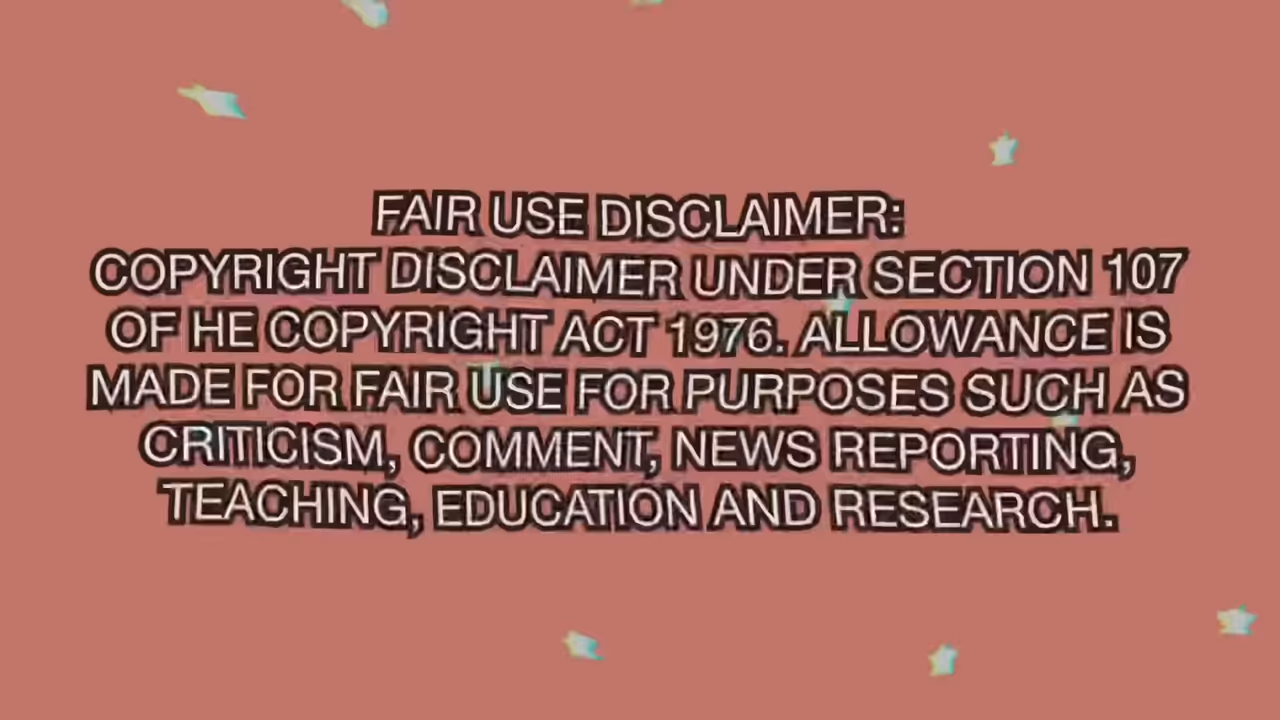 FAIR USE DISCLAIMER:
COPYRIGHT DISCLAIMER UNDER SECTION 107
OF HE COPYRIGHT ACT 1976. ALLOWANCE IS
MADE FOR FAIR USE FOR PURPOSES SUCH AS
CRITICISM, COMMENT, NEWS REPORTING,
TEACHING, EDUCATION AND RESEARCH.